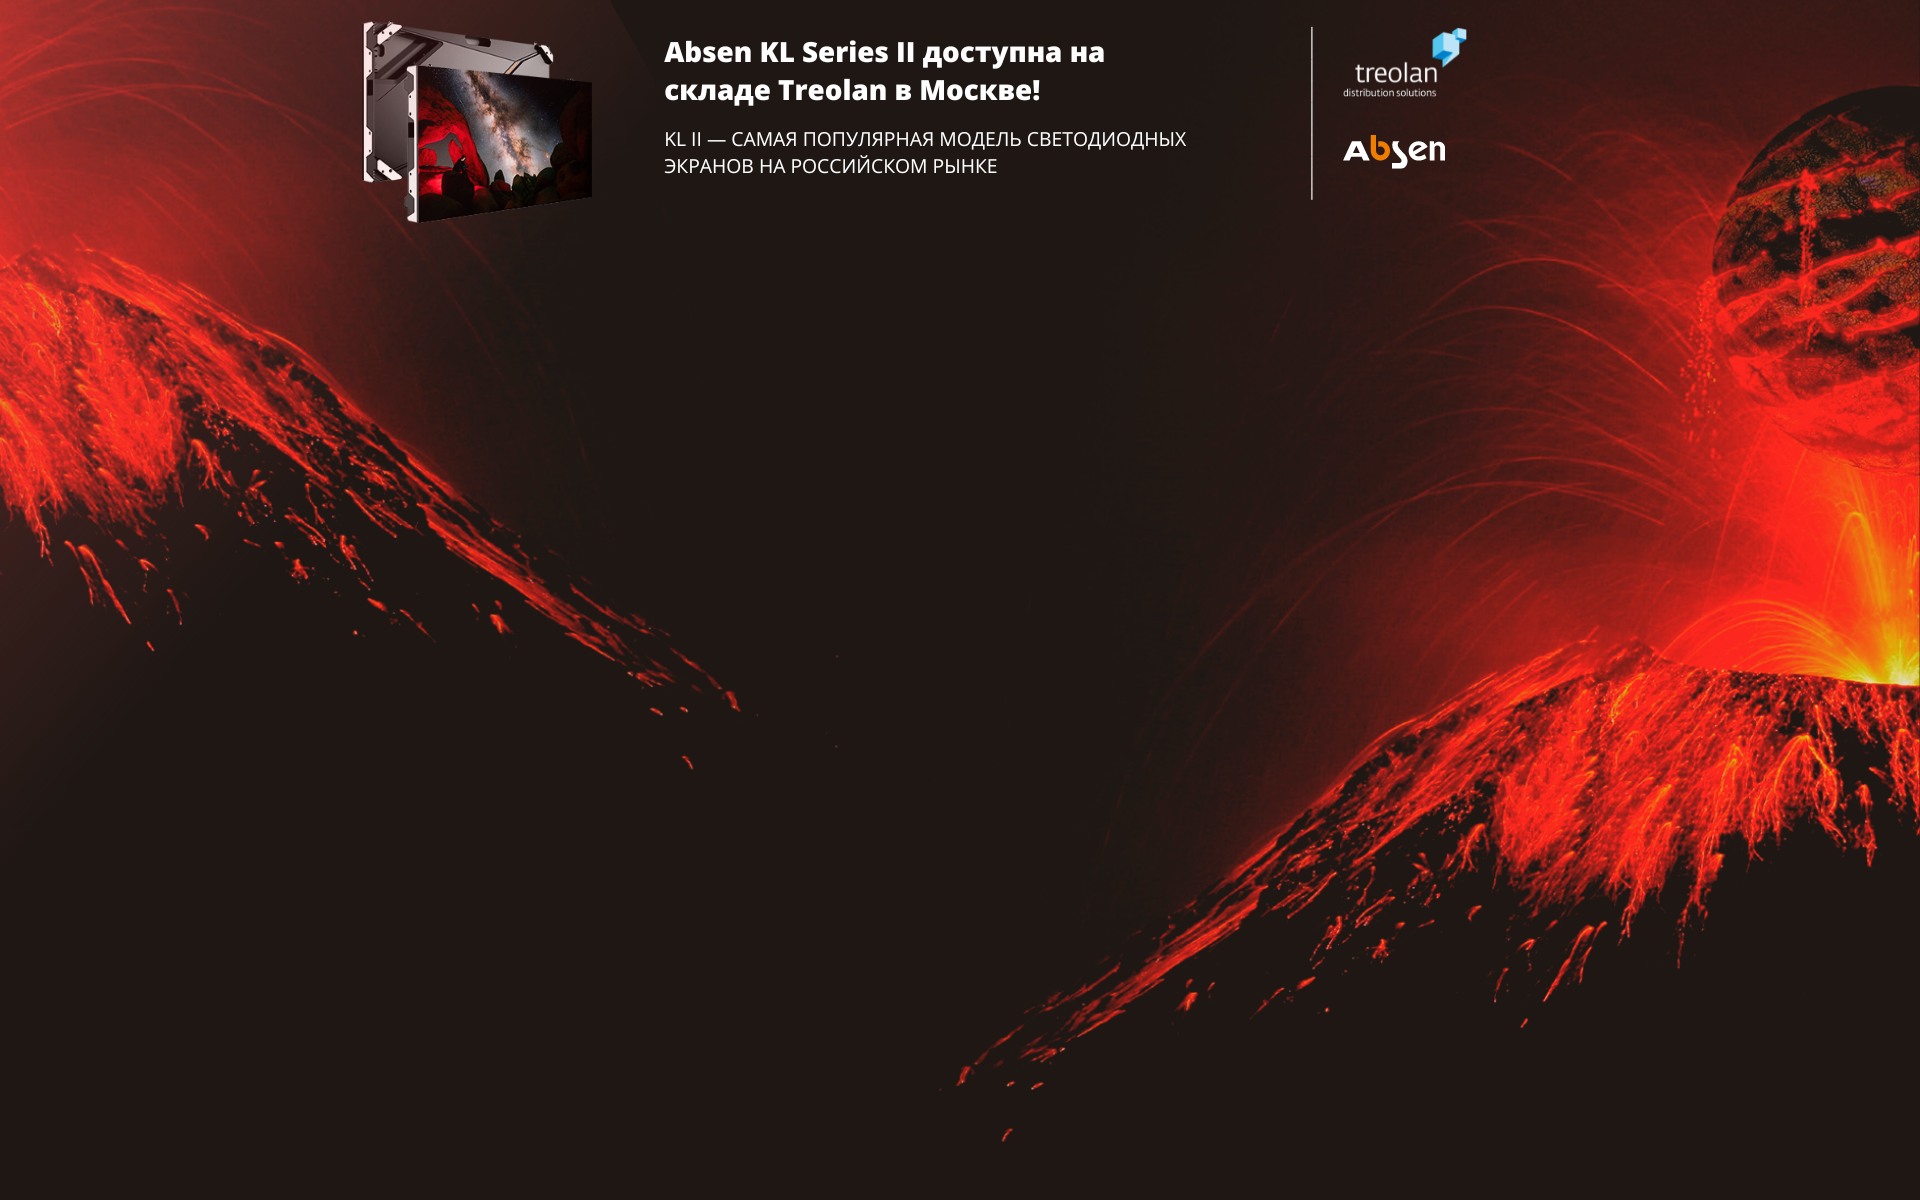 Absen KL Series II доступна на
складе Treolan в Москве!
KL II — САМАЯ ПОПУЛЯРНАЯ МОДЕЛЬ СВЕТОДИОДНЫХ
ЭКРАНОВ НА РОССИЙСКОМ РЫНКЕ
treolan
distribution solutions
Absen